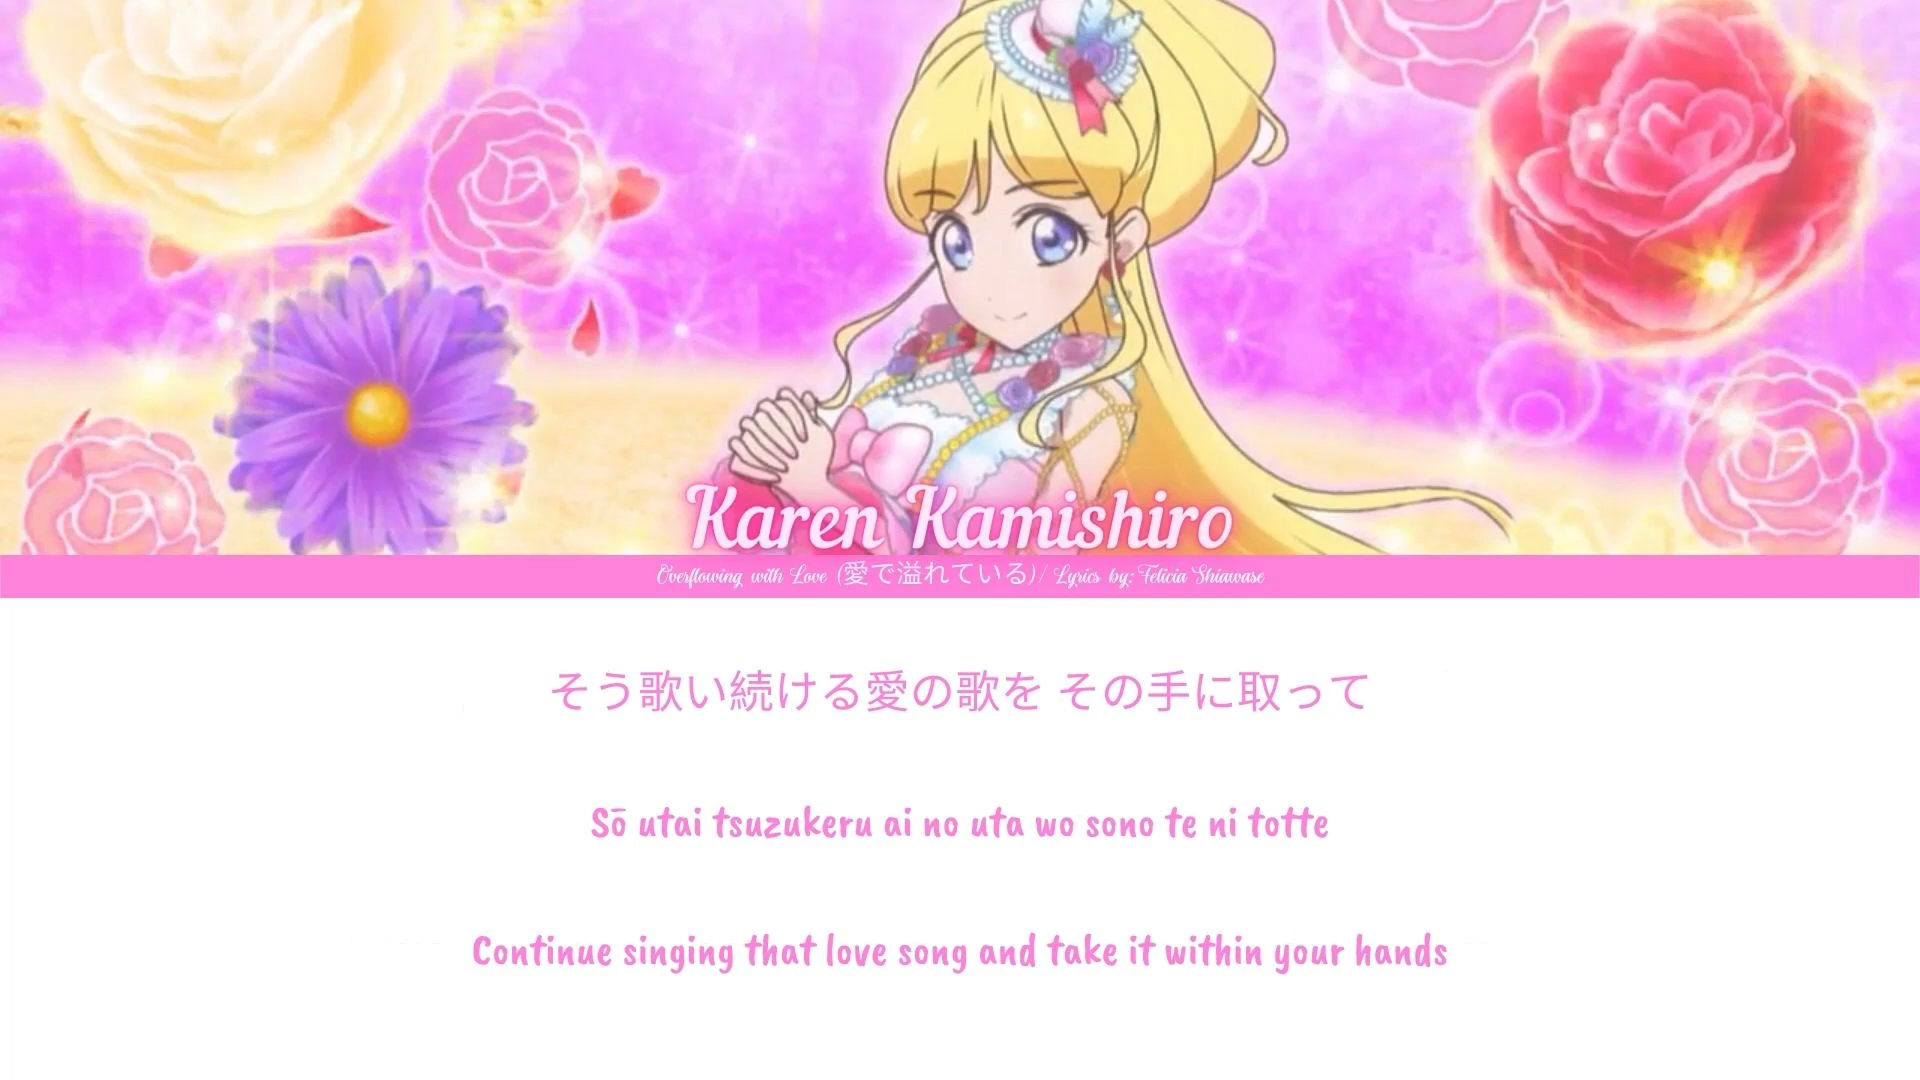 Karen Kamishiro
Overflowing with Love (愛で溢れている)/ Lyrics by: Felicia Shiawase
そう歌い続ける愛の歌を その手に取って
Sō utai tsuzukeru ai no uta wo sono te ni totte
Continue singing that love song and take it within your hands